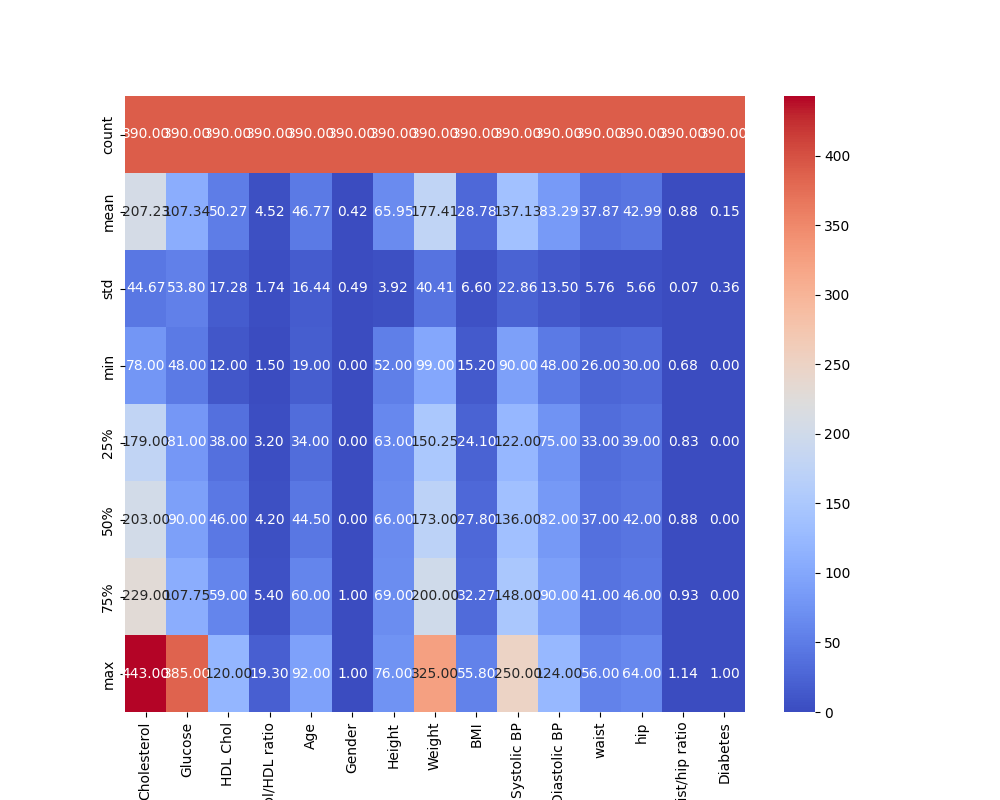 count 390.00 390.00 390.00 390.00 390.00 390.00 390.00 390.00 390.00 390.00 390.00 390.00 390.00 390.00 390.00
mean 207.23 107.34 50.27 4.52 46.77 0.42 65.95 177.41 28.78 137.13 83.29 37.87 42.99 0.88 0.15
std 44.67 53.80 17.28 1.74 16.44 0.49 3.92 40.41 6.60 22.86 13.50 5.76 5.66 0.07 0.36
min 78.00 48.00 12.00 1.50 19.00 0.00 52.00 99.00 15.20 90.00 48.00 26.00 30.00 0.68 0.00
25% 179.00 81.00 38.00 3.20 34.00 0.00 63.00 150.25 24.10 122.00 75.00 33.00 39.00 0.83 0.00
50% 203.00 90.00 46.00 4.20 44.50 0.00 66.00 173.00 27.80 136.00 82.00 37.00 42.00 0.88 0.00
75% 229.00 107.75 59.00 5.40 60.00 1.00 69.00 200.00 32.27 148.00 90.00 41.00 46.00 0.93 0.00
max 443.00 385.00 120.00 19.30 92.00 1.00 76.00 325.00 55.80 250.00 124.00 56.00 64.00 1.14 1.00
Cholesterol
Glucose
HDL Chol
ol/HDL ratio
Age
Gender
Height
Weight
BMI
Systolic BP
Diastolic BP
waist
hip
ist/hip ratio
Diabetes
400
350
300
250
200
150
100
50
0